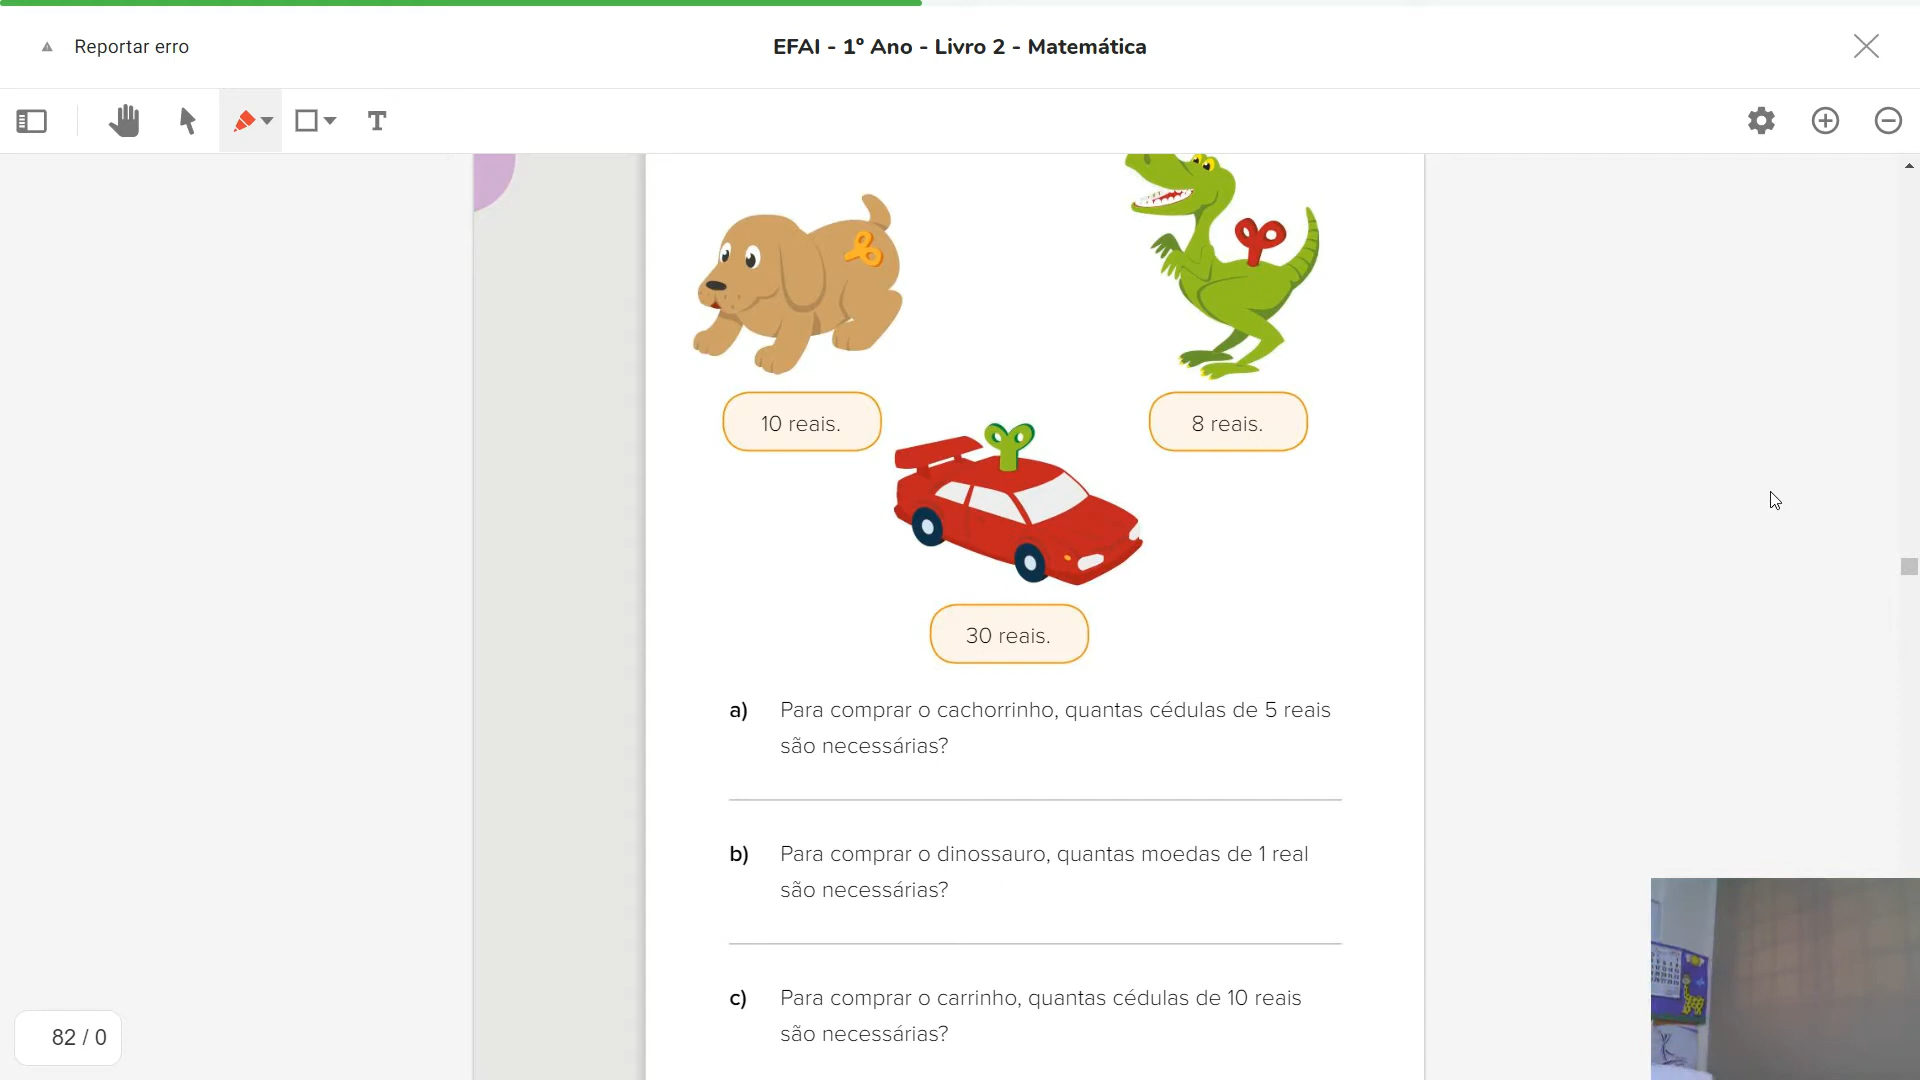 Reportar erro
EFAI - 1º Ano - Livro 2 - Matemática
T
10 reais.
8 reais.
30 reais.
a) Para comprar o cachorrinho, quantas cédulas de 5 reais
são necessárias?
b) Para comprar o dinossauro, quantas moedas de 1 real
são necessárias?
c) Para comprar o carrinho, quantas cédulas de 10 reais
são necessárias?
82 / 0